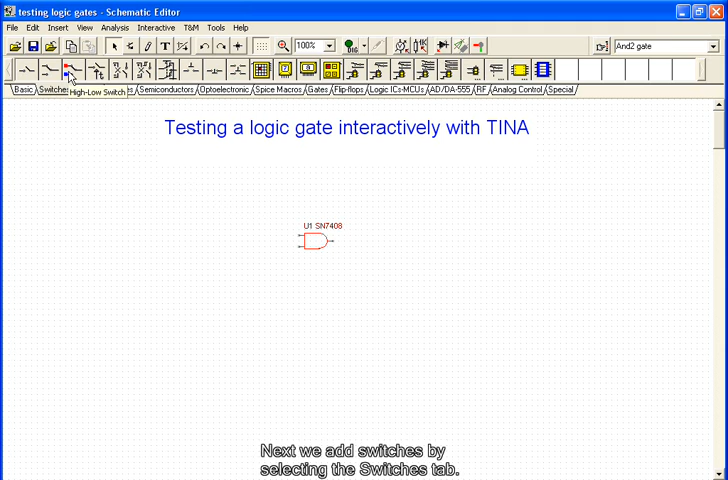 testing logic gates - Schematic Editor
File Edit Insert View Analysis Interactive T&M Tools Help
100% And2 gate
High-Low Switch
Basic Switches Semiconductors Optoelectronic Spice Macros Gates Flip-flops Logic ICs-MCUs AD/DA-555 RF Analog Control Special
Testing a logic gate interactively with TINA
U1 SN7408
Next we add switches by
selecting the Switches tab.